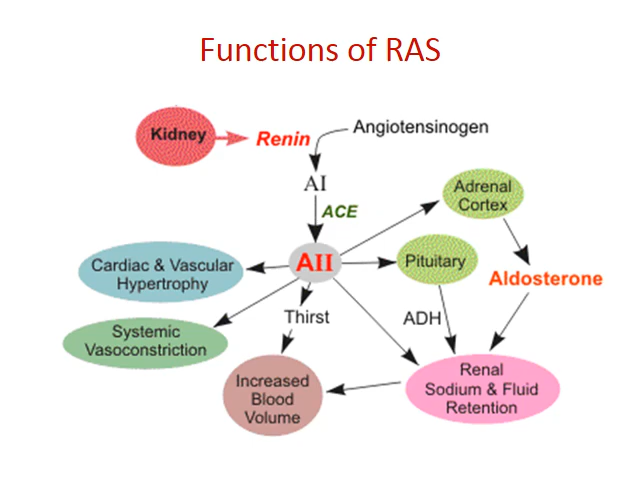 Functions of RAS
Kidney
Renin
Angiotensinogen
AI
ACE
Adrenal
Cortex
AII
Pituitary
Cardiac & Vascular
Hypertrophy
Aldosterone
Thirst
ADH
Systemic
Vasoconstriction
Increased
Blood
Volume
Renal
Sodium & Fluid
Retention